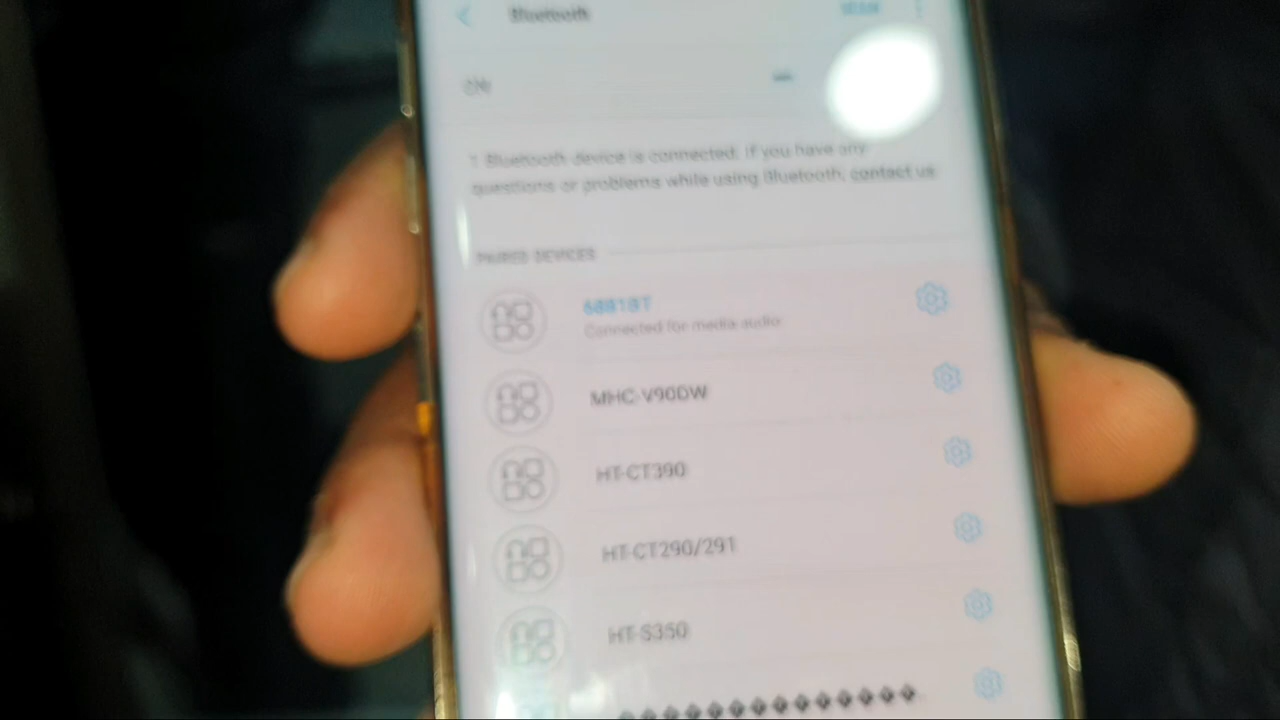 Bluetooth
SCAN
ON
1 Bluetooth device is connected. If you have any
questions or problems while using Bluetooth, contact us.
PAIRED DEVICES
6881BT
Connected for media audio
MHC-V90DW
HT-CT390
HT-CT290/291
HT-S350
�������������